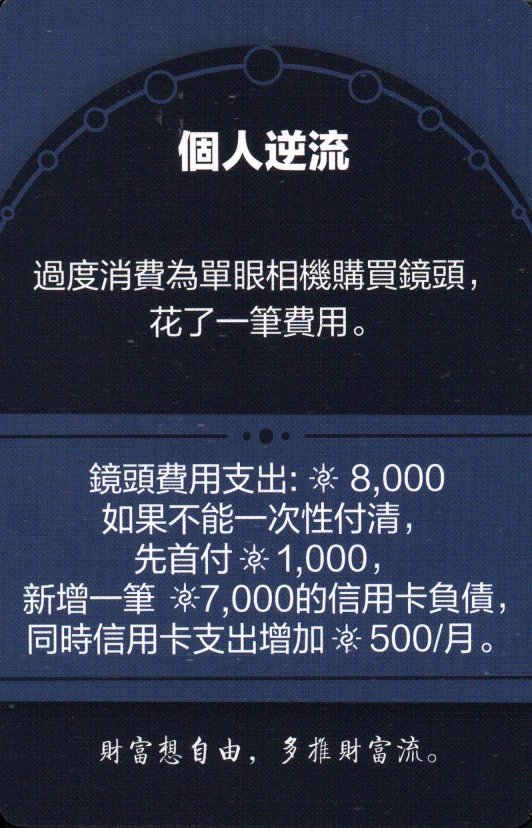 個人逆流
過度消費為單眼相機購買鏡頭，
花了一筆費用。
鏡頭費用支出: 8,000
如果不能一次性付清，
先首付 1,000，
新增一筆 7,000的信用卡負債，
同時信用卡支出增加 500/月。
財富想自由，多推財富流。